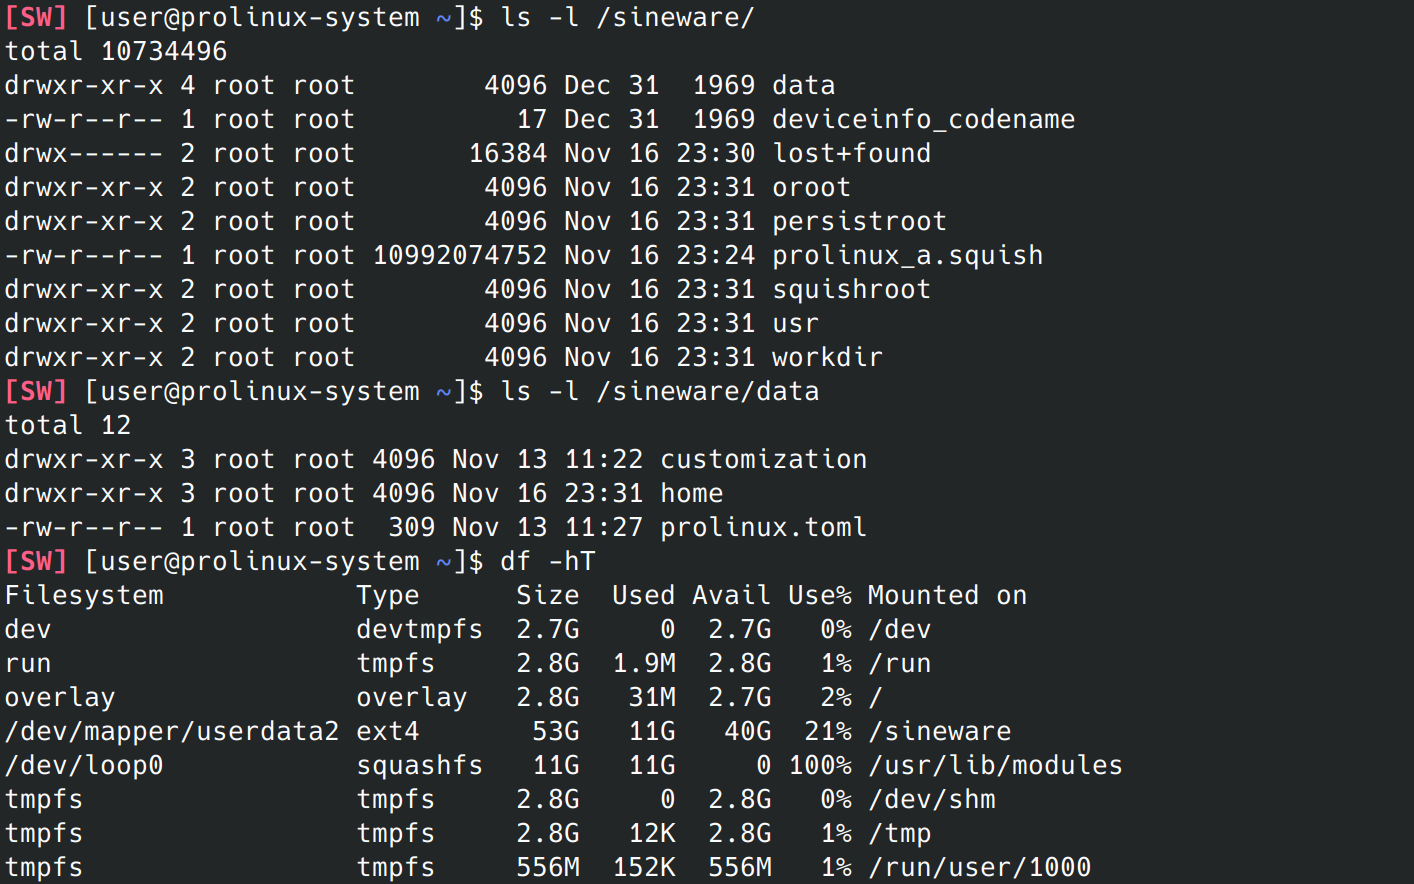 [SW] [user@prolinux-system ~]$ ls -l /sineware/
total 10734496
drwxr-xr-x 4 root root        4096 Dec 31  1969 data
-rw-r--r-- 1 root root          17 Dec 31  1969 deviceinfo_codename
drwx------ 2 root root       16384 Nov 16 23:30 lost+found
drwxr-xr-x 2 root root        4096 Nov 16 23:31 oroot
drwxr-xr-x 2 root root        4096 Nov 16 23:31 persistroot
-rw-r--r-- 1 root root 10992074752 Nov 16 23:24 prolinux_a.squish
drwxr-xr-x 2 root root        4096 Nov 16 23:31 squishroot
drwxr-xr-x 2 root root        4096 Nov 16 23:31 usr
drwxr-xr-x 2 root root        4096 Nov 16 23:31 workdir
[SW] [user@prolinux-system ~]$ ls -l /sineware/data
total 12
drwxr-xr-x 3 root root 4096 Nov 13 11:22 customization
drwxr-xr-x 3 root root 4096 Nov 16 23:31 home
-rw-r--r-- 1 root root  309 Nov 13 11:27 prolinux.toml
[SW] [user@prolinux-system ~]$ df -hT
Filesystem            Type      Size  Used Avail Use% Mounted on
dev                   devtmpfs  2.7G     0  2.7G   0% /dev
run                   tmpfs     2.8G  1.9M  2.8G   1% /run
overlay               overlay   2.8G   31M  2.7G   2% /
/dev/mapper/userdata2 ext4       53G   11G   40G  21% /sineware
/dev/loop0            squashfs   11G   11G     0 100% /usr/lib/modules
tmpfs                 tmpfs     2.8G     0  2.8G   0% /dev/shm
tmpfs                 tmpfs     2.8G   12K  2.8G   1% /tmp
tmpfs                 tmpfs     556M  152K  556M   1% /run/user/1000